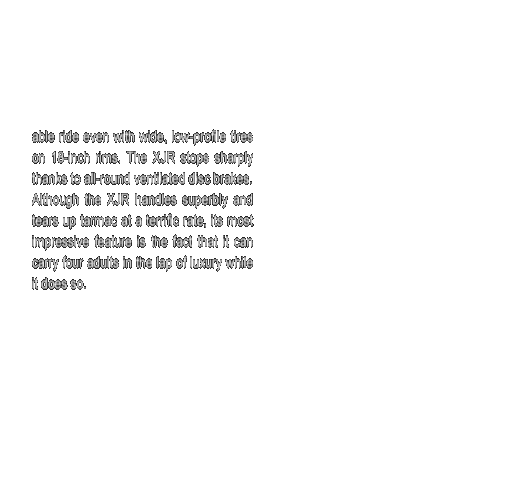 able ride even with wide, low-profile tires
on 18-inch rims. The XJR stops sharply
thanks to all-round ventilated disc brakes.
Although the XJR handles superbly and
tears up tarmac at a terrific rate, its most
impressive feature is the fact that it can
carry four adults in the lap of luxury while
it does so.